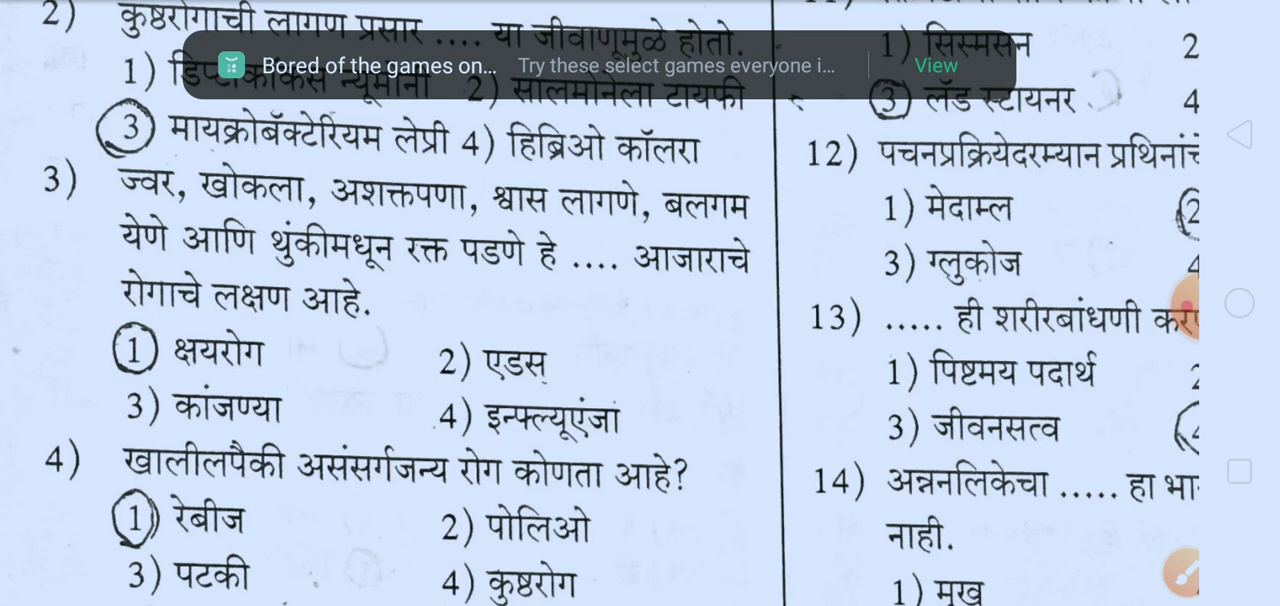 2) कुष्ठरोगाची लागण प्रसार .... या जीवाणूमुळे होतो.
Bored of the games on... Try these select games everyone i... View
1) 2) सालमोनेला टायफी
3) मायक्रोबॅक्टेरियम लेप्री 4) हिब्रिओ कॉलरा
3) ज्वर, खोकला, अशक्तपणा, श्वास लागणे, बलगम
येणे आणि थुंकीमधून रक्त पडणे हे .... आजाराचे
रोगाचे लक्षण आहे.
1) क्षयरोग 2) एडस्
3) कांजण्या 4) इन्फ्ल्यूएंजा
4) खालीलपैकी असंसर्गजन्य रोग कोणता आहे?
1) रेबीज 2) पोलिओ
3) पटकी 4) कुष्ठरोग
1) सिस्मसन 2
3) लॅड स्टायनर 4
12) पचनप्रक्रियेदरम्यान प्रथिनांचे
1) मेदाम्ल 2
3) ग्लुकोज 4
13) ..... ही शरीरबांधणी
1) पिष्टमय पदार्थ 2
3) जीवनसत्व 4
14) अन्ननलिकेचा ..... हा भा
नाही.
1) मुख